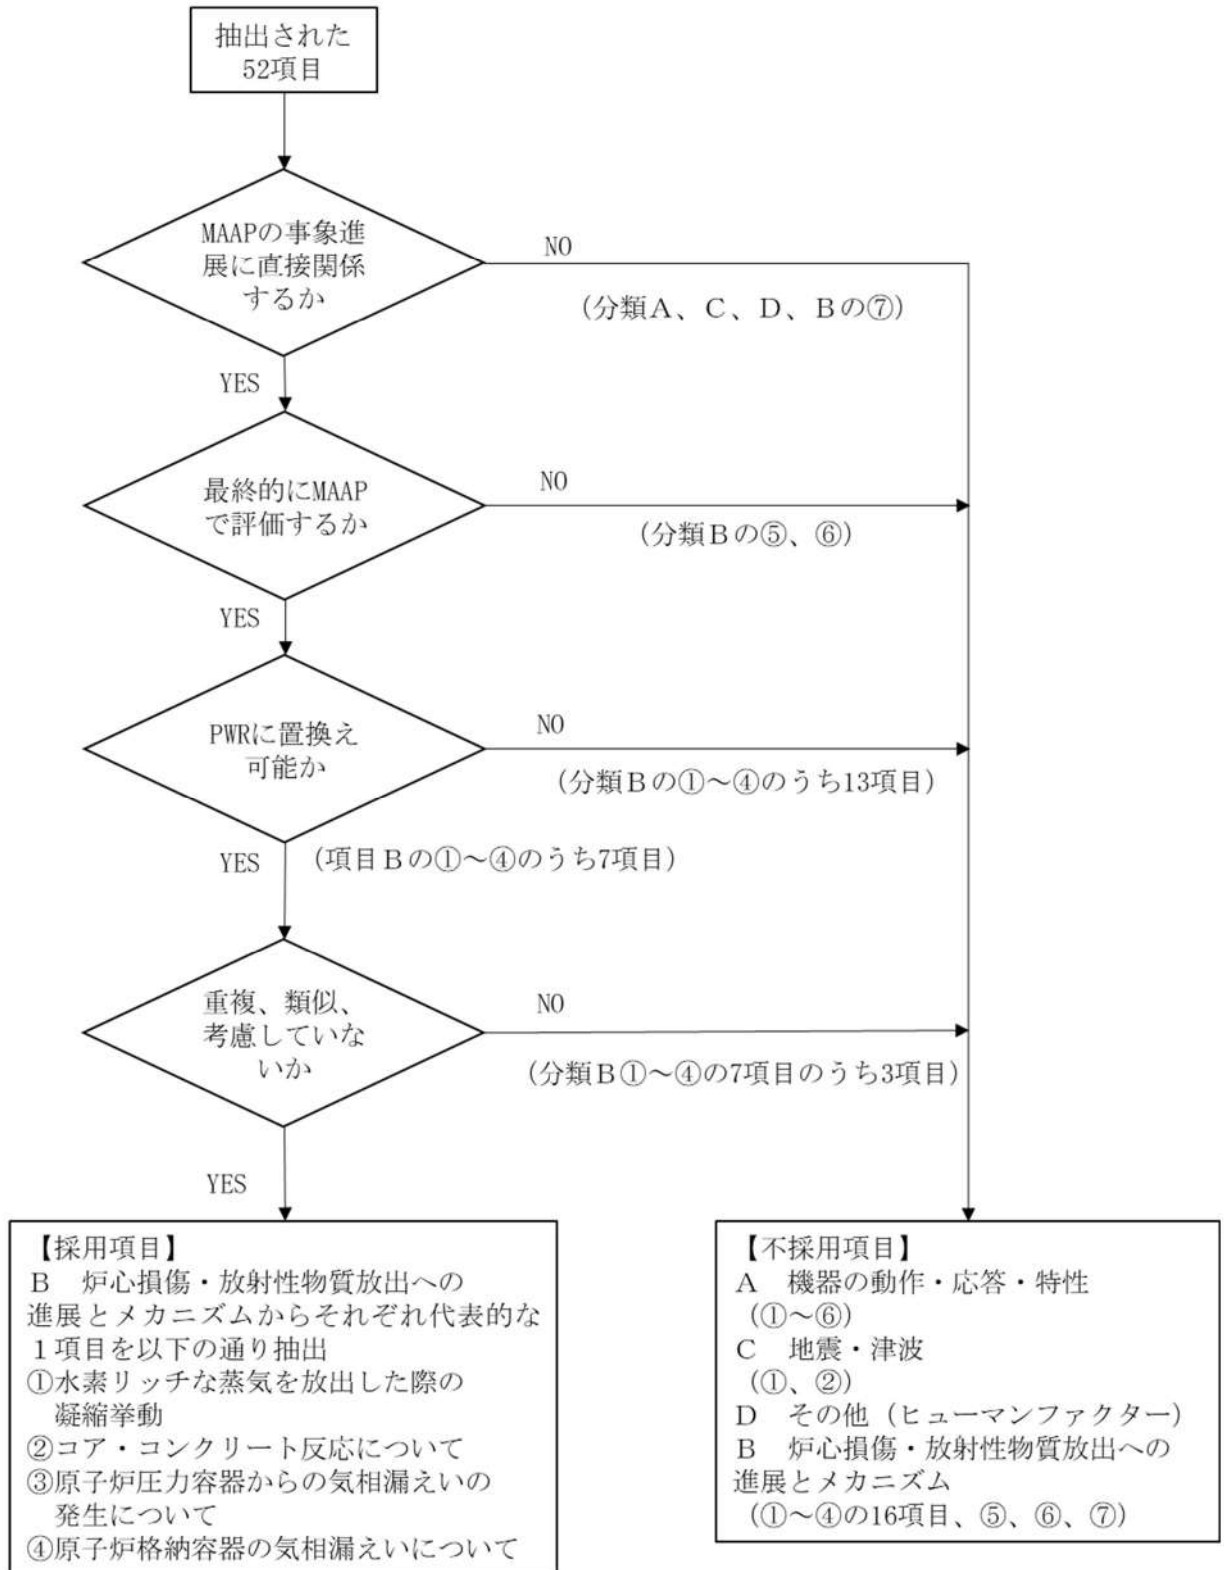 抽出された
52項目
MAAPの事象進
展に直接関係
するか
NO
(分類Ａ、Ｃ、Ｄ、Ｂの⑦)
YES
最終的にMAAP
で評価するか
NO
(分類Ｂの⑤、⑥)
YES
PWRに置換え
可能か
NO
(分類Ｂの①～④のうち13項目)
YES
(項目Ｂの①～④のうち7項目)
重複、類似、
考慮していな
いか
NO
(分類Ｂ①～④の7項目のうち3項目)
YES
【採用項目】
Ｂ　炉心損傷・放射性物質放出への
進展とメカニズムからそれぞれ代表的な
１項目を以下の通り抽出
①水素リッチな蒸気を放出した際の
凝縮挙動
②コア・コンクリート反応について
③原子炉圧力容器からの気相漏えいの
発生について
④原子炉格納容器の気相漏えいについて
【不採用項目】
Ａ　機器の動作・応答・特性
(①～⑥)
Ｃ　地震・津波
(①、②)
Ｄ　その他（ヒューマンファクター）
Ｂ　炉心損傷・放射性物質放出への
進展とメカニズム
(①～④の16項目、⑤、⑥、⑦)